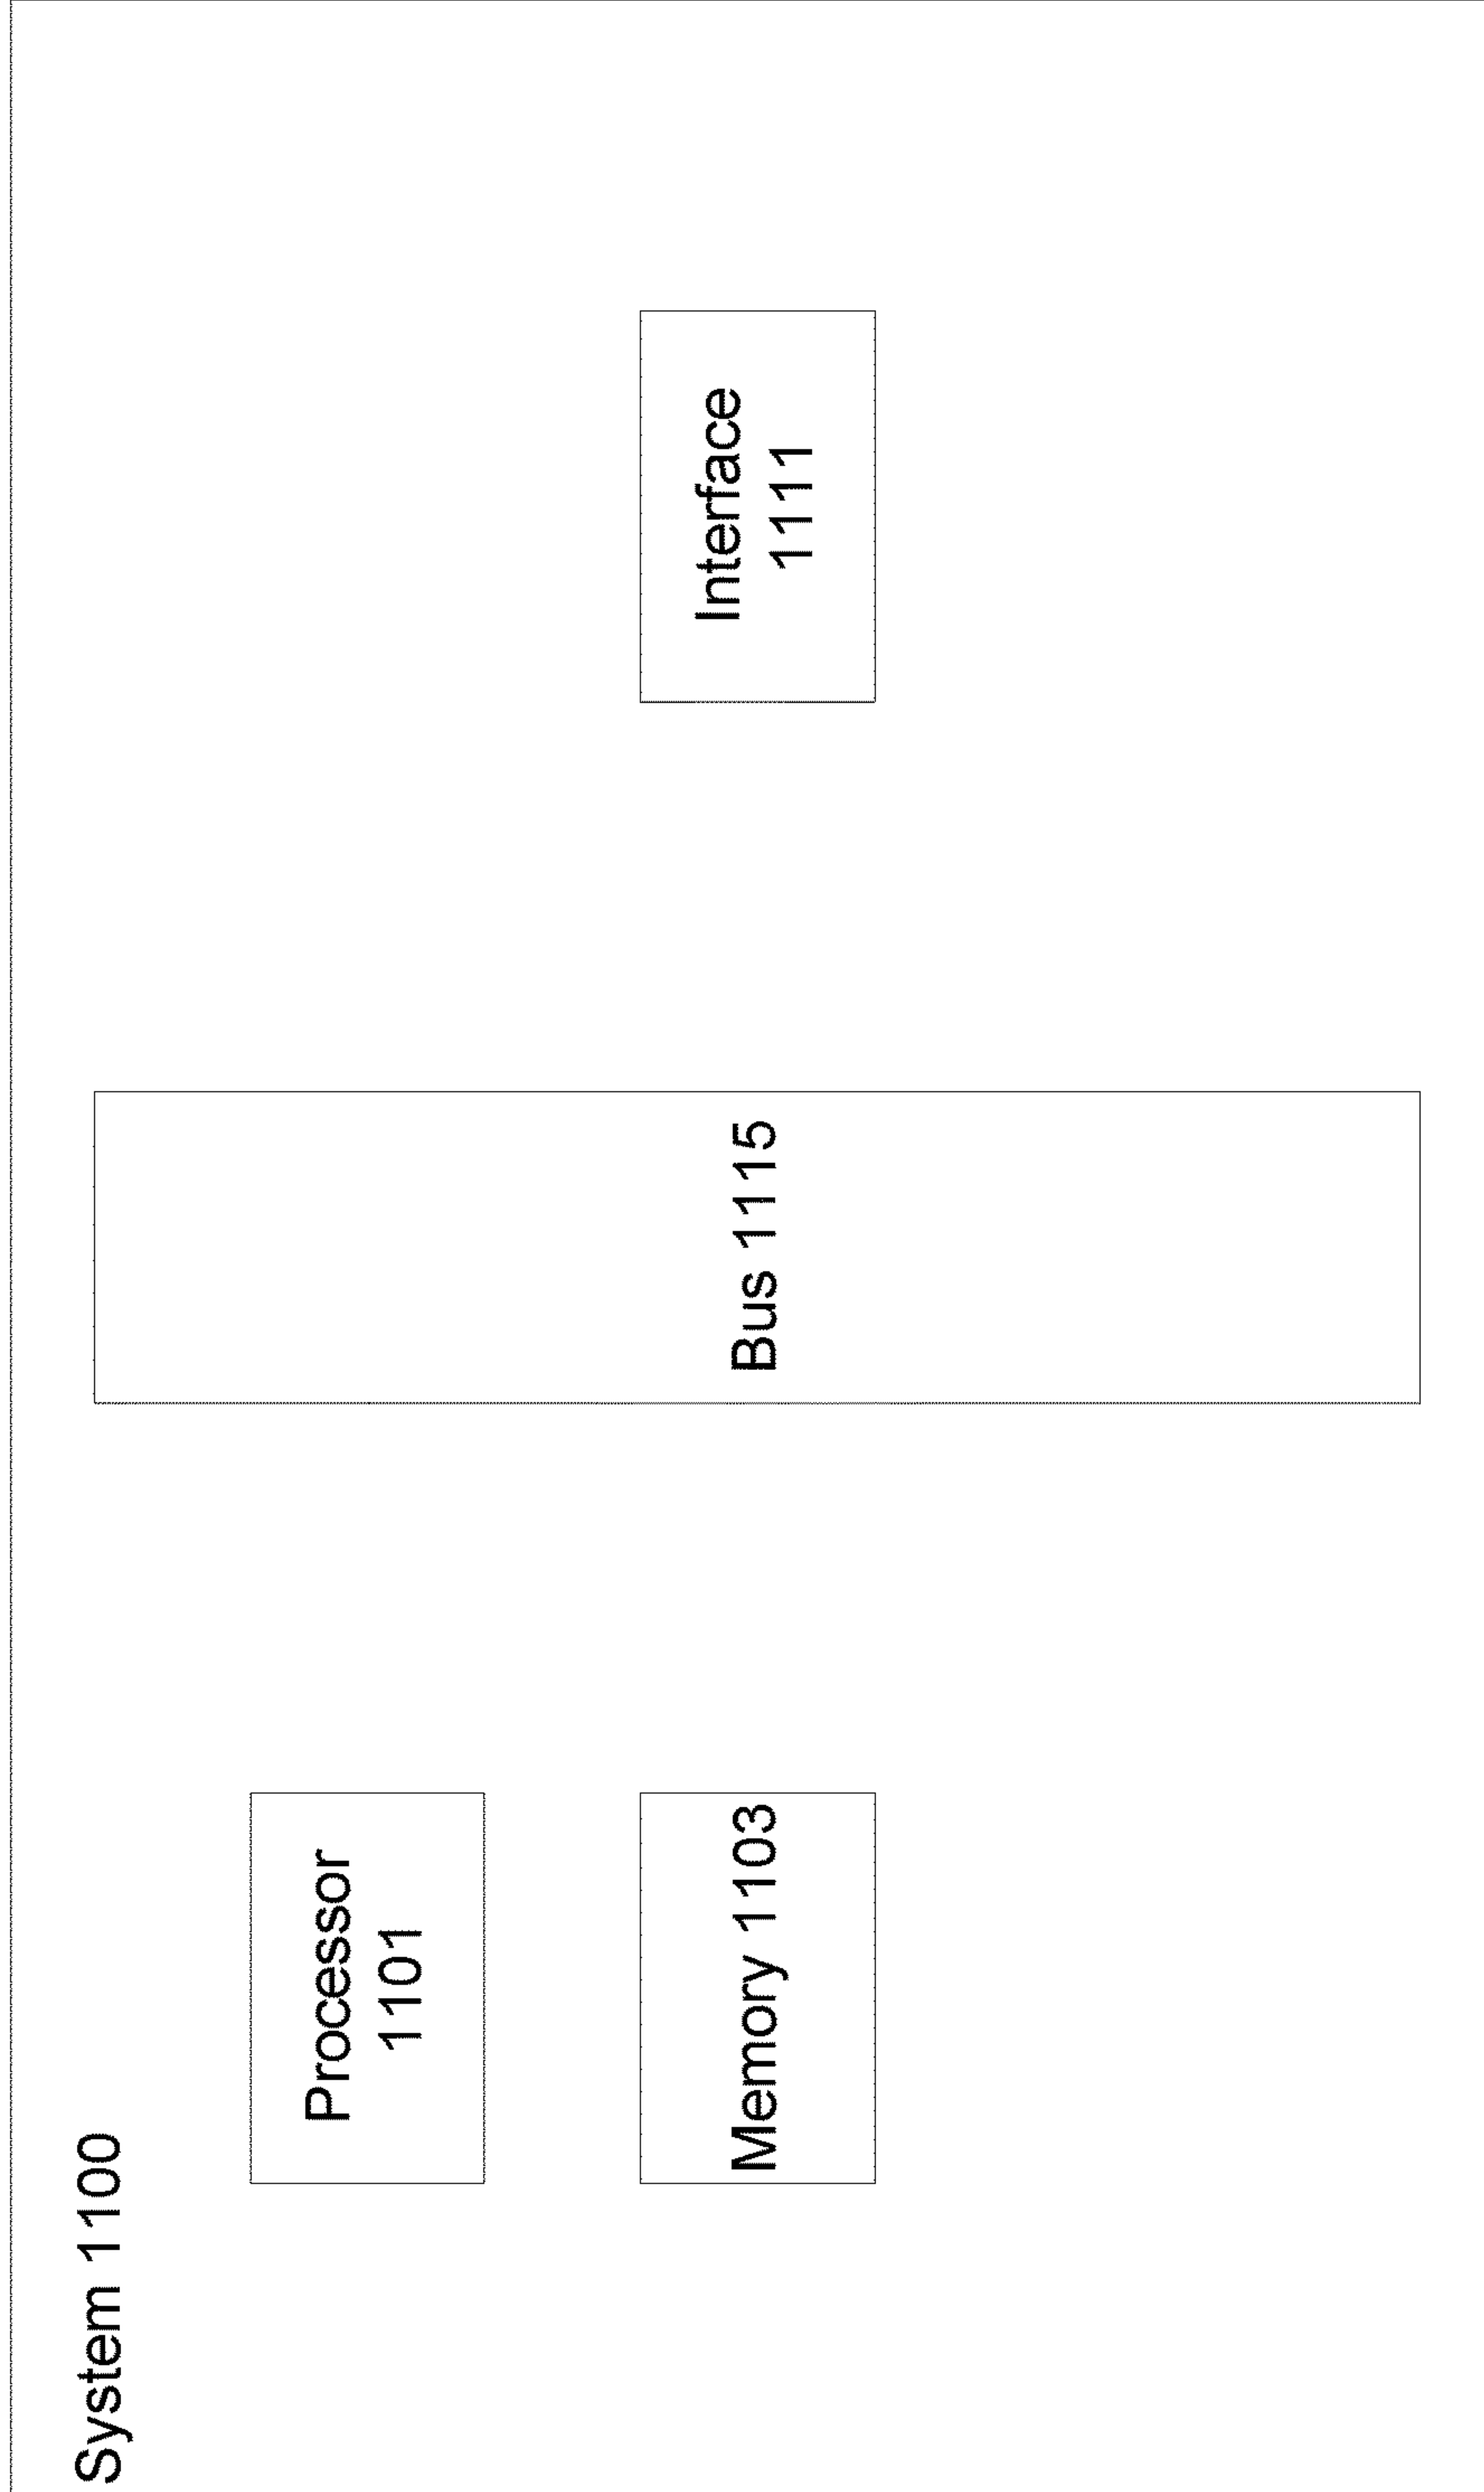 System 1100
Processor
1101
Memory 1103
Bus 1115
Interface
1111